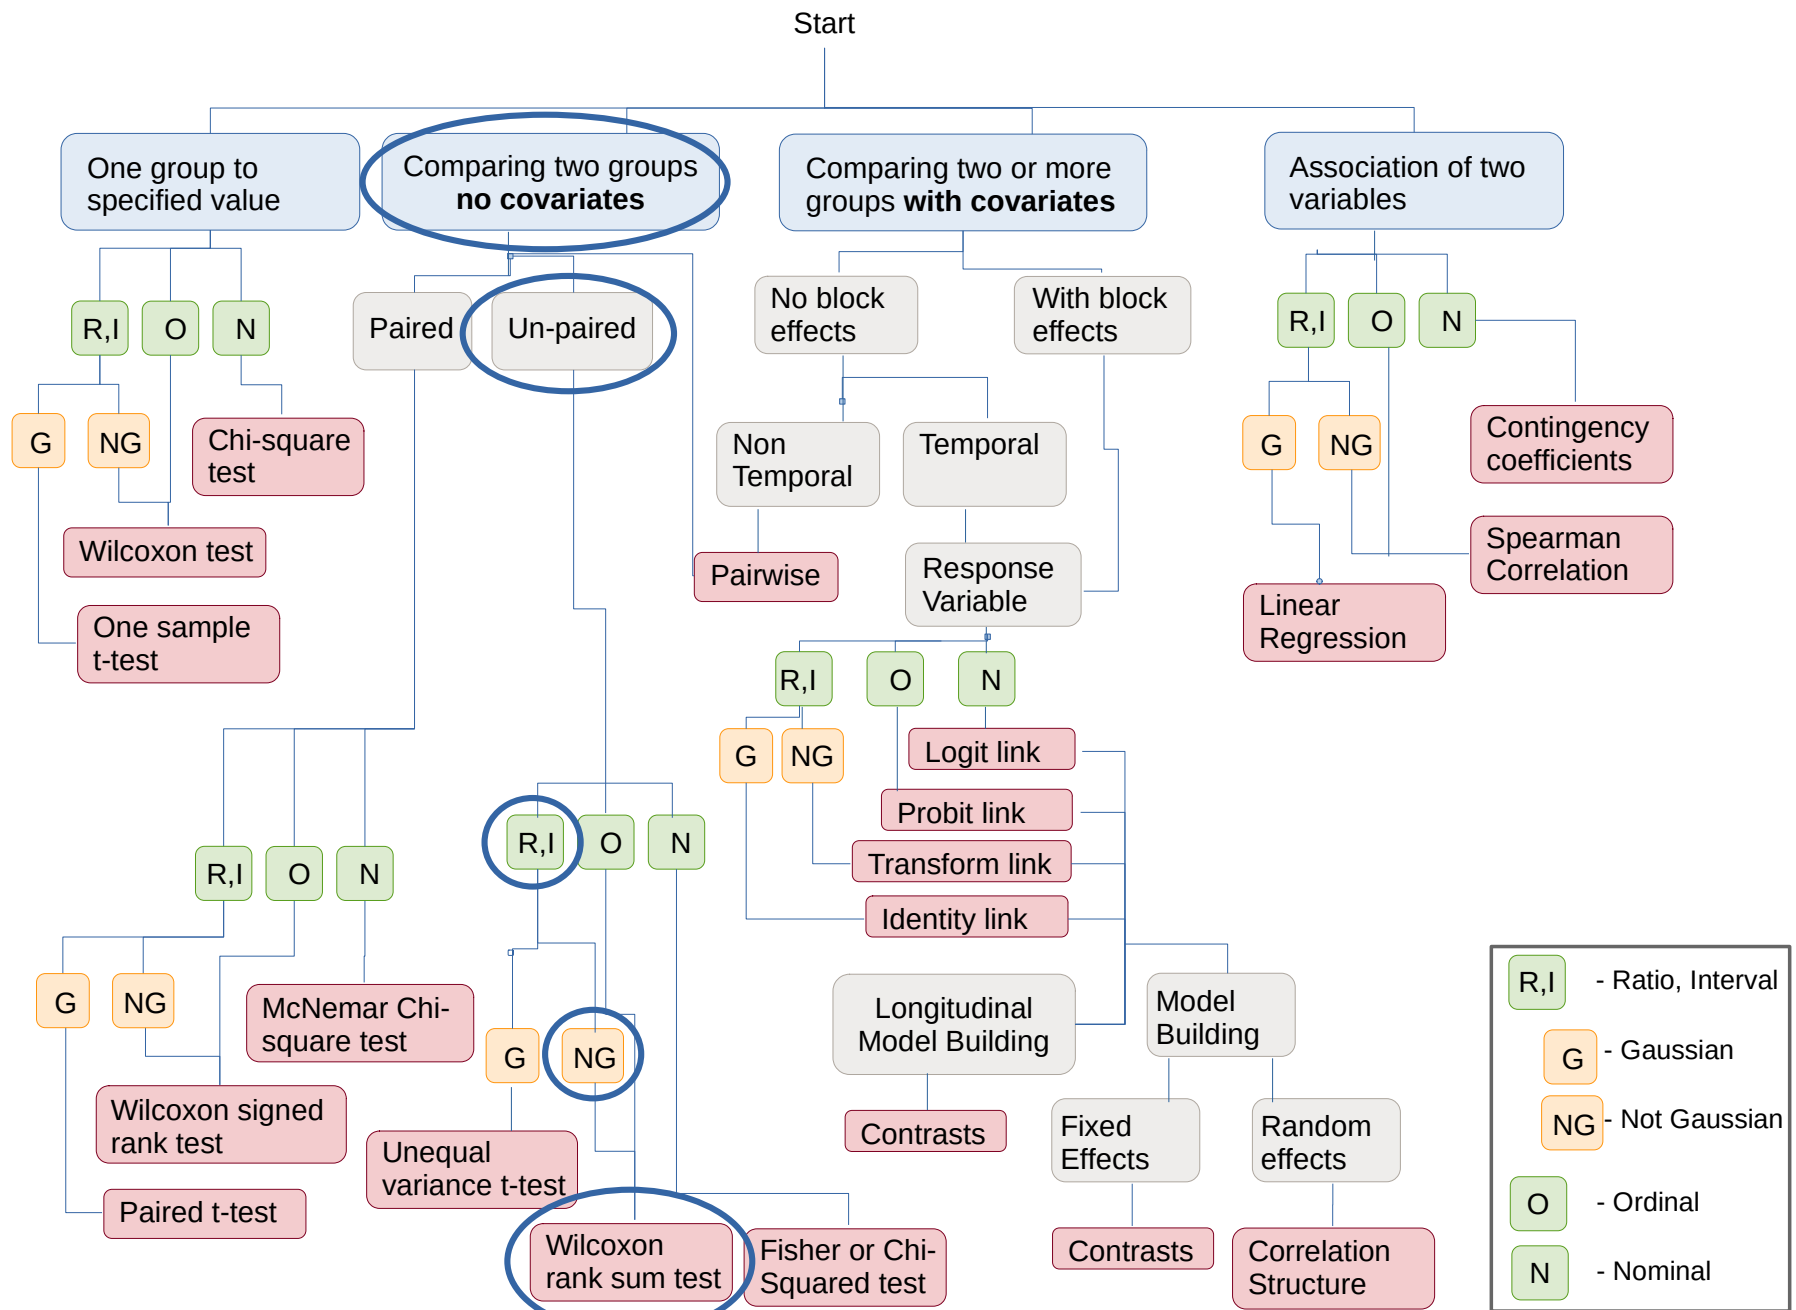 Start
One group to
specified value
Comparing two groups
no covariates
Comparing two or more
groups with covariates
Association of two
variables
R,I
O
N
Paired
Un-paired
No block
effects
With block
effects
R,I
O
N
G
NG
Chi-square
test
Non
Temporal
Temporal
G
NG
Contingency
coefficients
Wilcoxon test
Pairwise
Response
Variable
Spearman
Correlation
One sample
t-test
Linear
Regression
R,I
O
N
G
NG
Logit link
Probit link
Transform link
Identity link
R,I
O
N
R,I
O
N
G
NG
McNemar Chi-
square test
G
NG
Longitudinal
Model Building
Model
Building
Wilcoxon signed
rank test
Unequal
variance t-test
Contrasts
Fixed
Effects
Random
effects
Paired t-test
Wilcoxon
rank sum test
Fisher or Chi-
Squared test
Contrasts
Correlation
Structure
R,I - Ratio, Interval
G - Gaussian
NG - Not Gaussian
O - Ordinal
N - Nominal